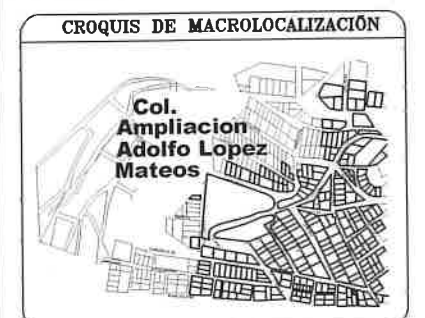 CROQUIS DE MACROLOCALIZACIÓN
Col.
Ampliacion
Adolfo Lopez
Mateos